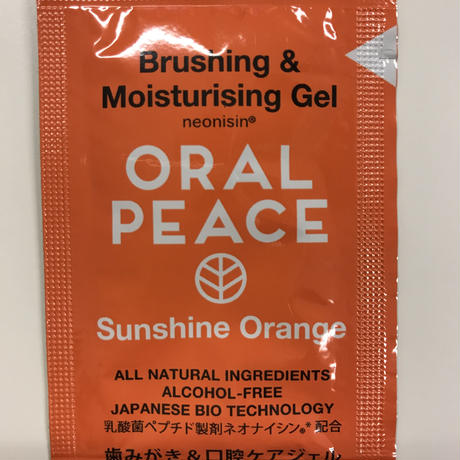 Brushing &
Moisturising Gel
neonisin®
ORAL
PEACE
Sunshine Orange
ALL NATURAL INGREDIENTS
ALCOHOL-FREE
JAPANESE BIO TECHNOLOGY
乳酸菌ペプチド製剤ネオナイシン®*配合
歯みがき&口腔ケアジェル